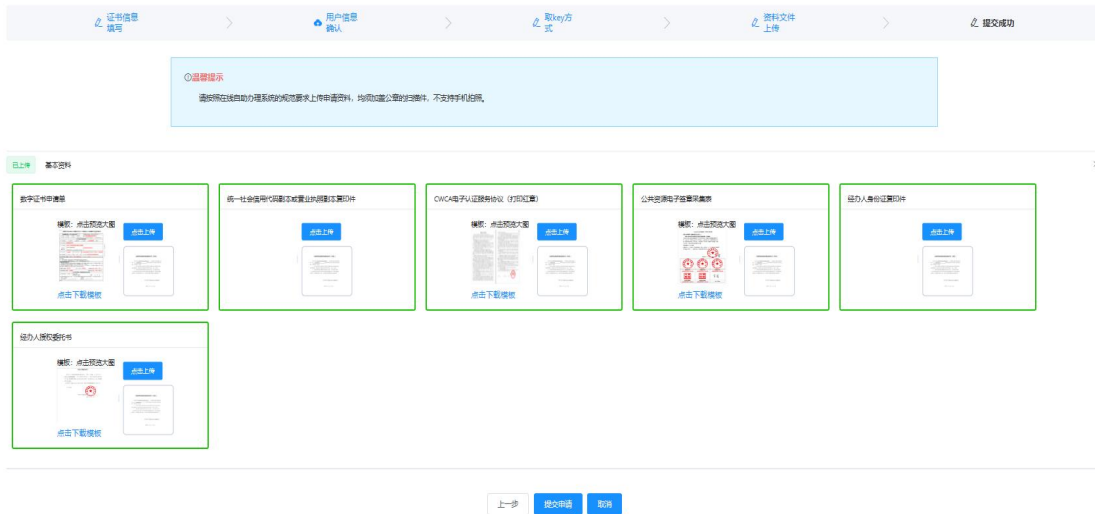 证书信息
填写
用户信息
确认
取key方
式
资料文件
上传
提交成功
温馨提示
请按照在线自助办理系统的规范要求上传申请资料，均须加盖公章的扫描件，不支持手机拍照。
已上传 基本资料
数字证书申请单
模板：点击预览大图
点击上传
点击下载模板
统一社会信用代码副本或营业执照副本复印件
点击上传
CWCA电子认证服务协议（打印红章）
模板：点击预览大图
点击上传
点击下载模板
公共资源电子签章采集表
模板：点击预览大图
点击上传
点击下载模板
经办人身份证复印件
点击上传
经办人授权委托书
模板：点击预览大图
点击上传
点击下载模板
上一步 提交申请 取消